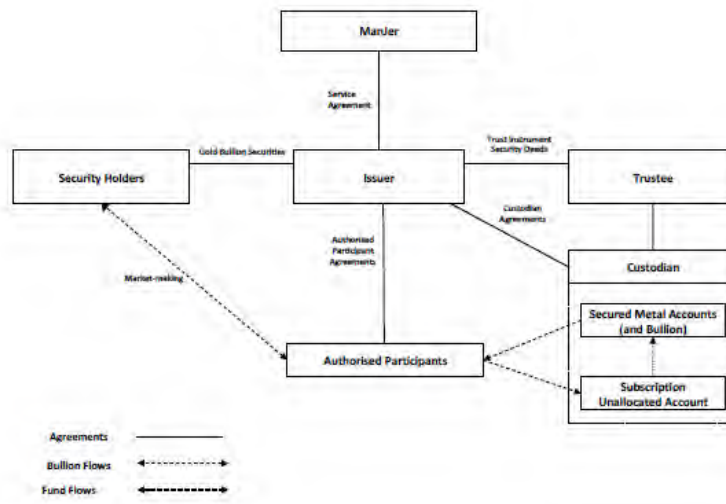 ManJer
Service
Agreement
Gold Bullion Securities
Trust Instrument
Security Deeds
Security Holders
Issuer
Trustee
Custodian
Agreements
Authorised
Participant
Agreements
Market-making
Custodian
Secured Metal Accounts
(and Bullion)
Authorised Participants
Subscription
Unallocated Account
Agreements
Bullion Flows
Fund Flows